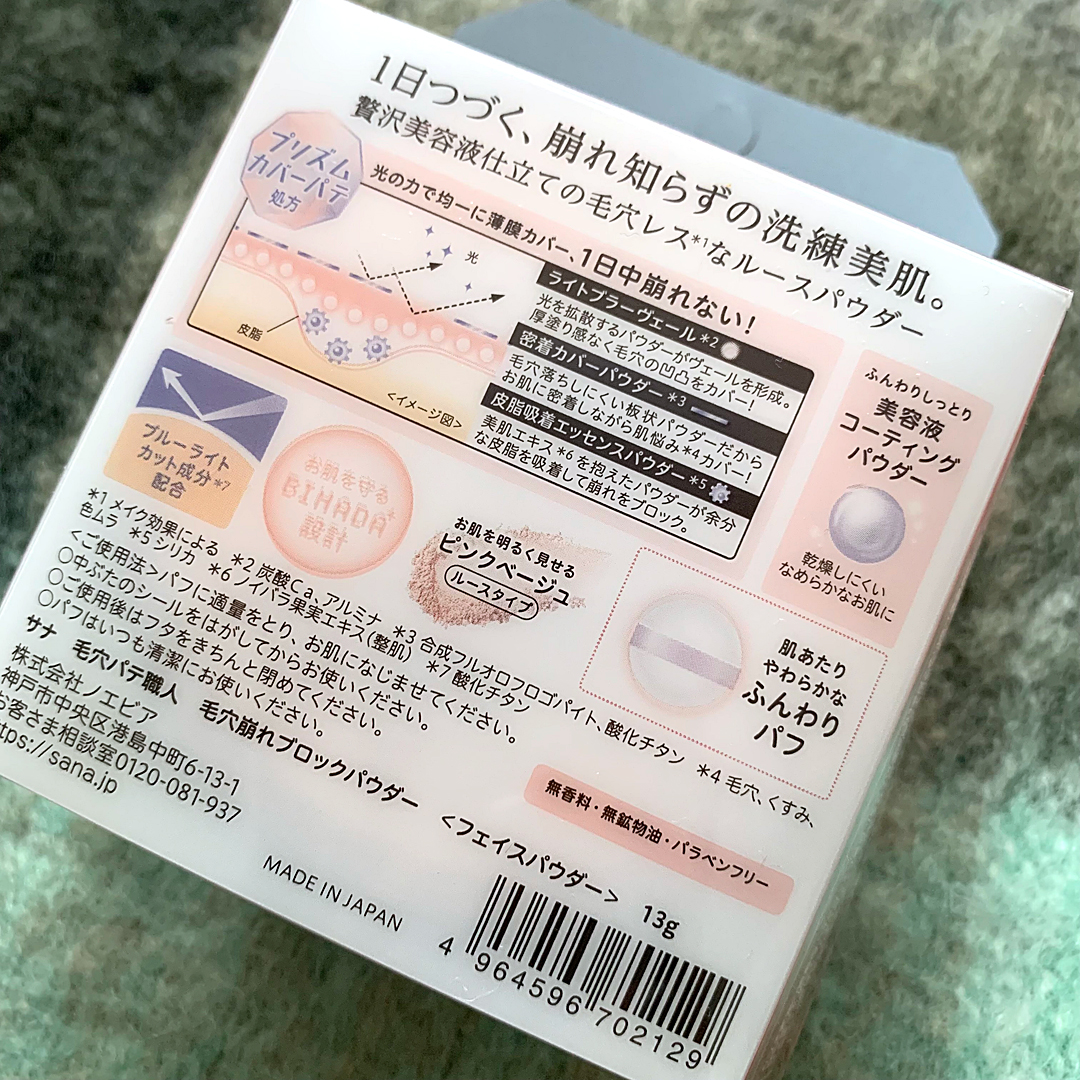 1日つづく、崩れ知らずの洗練美肌。
贅沢美容液仕立ての毛穴レス*1なルースパウダー
プリズム
カバーパテ
処方
光の力で均一に薄膜カバー、1日中崩れない!
光
皮脂
<イメージ図>
ライトブラーヴェール*2
光を拡散するパウダーがヴェールを形成。
厚塗り感なく毛穴の凹凸をカバー!
密着カバーパウダー*3
毛穴落ちしにくい板状パウダーだから
お肌に密着しながら肌悩み*4カバー!
皮脂吸着エッセンスパウダー*5
美肌エキス*6を抱えたパウダーが余分
な皮脂を吸着して崩れをブロック。
ふんわりしっとり
美容液
コーティング
パウダー
乾燥しにくい
なめらかなお肌に
ブルーライト
カット成分*7
配合
お肌を守る
BIHADA*
設計
お肌を明るく見せる
ピンクベージュ
ルースタイプ
肌あたり
やわらかな
ふんわり
パフ
*1 メイク効果による *2 炭酸Ca、アルミナ *3 合成フルオロフロゴパイト、酸化チタン *4 毛穴、くすみ、
色ムラ *5 シリカ *6 ノイバラ果実エキス(整肌) *7 酸化チタン
<ご使用法>パフに適量をとり、お肌になじませてください。
○中ぶたのシールをはがしてからお使いください。
○ご使用後はフタをきちんと閉めてください。
○パフはいつも清潔にお使いください。
サナ 毛穴パテ職人 毛穴崩れブロックパウダー <フェイスパウダー> 13g
株式会社ノエビア
神戸市中央区港島中町6-13-1
お客さま相談室0120-081-937
ttps://sana.jp
無香料・無鉱物油・パラベンフリー
MADE IN JAPAN
4 964596 702129